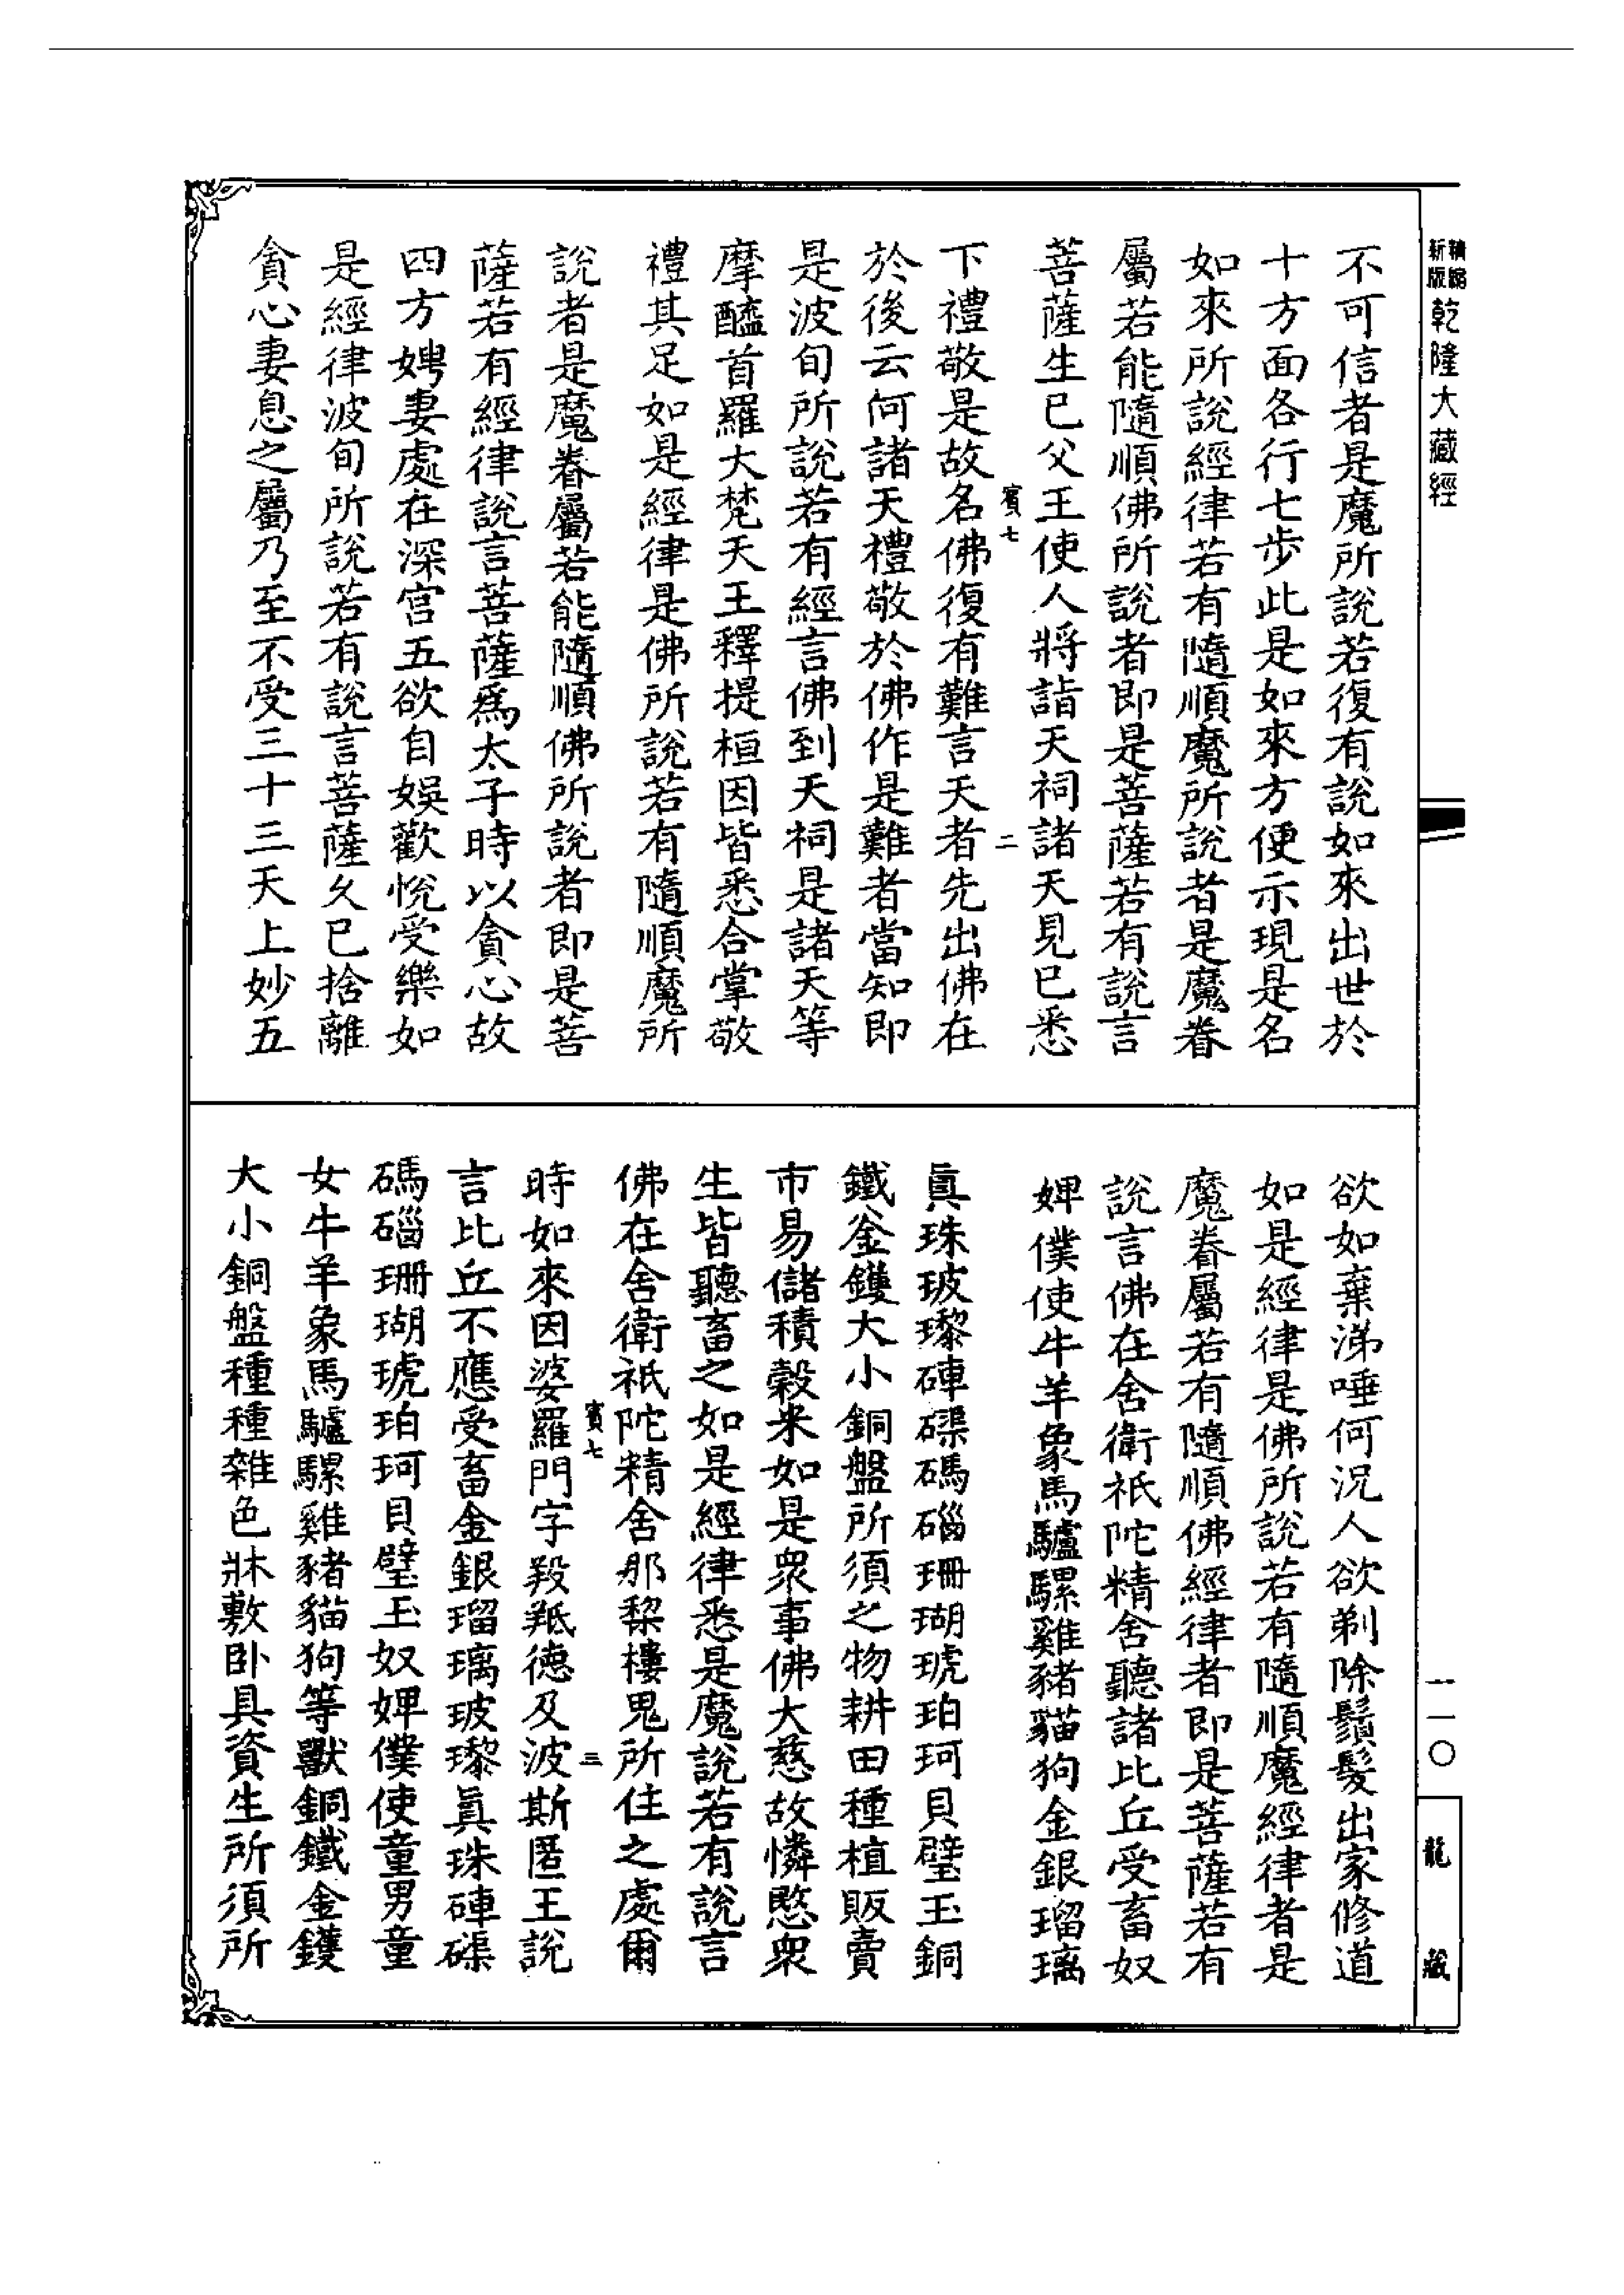 精縮新版乾隆大藏經
不可信者是魔所說若復有說如來出世於
十方面各行七步此是如來方便示現是名
如來所說經律若有隨順魔所說者是魔眷
屬若能隨順佛所說者即是菩薩若有說言
菩薩生已父王使人將詣天祠諸天見已悉
賓七 二
下禮敬是故名佛復有難言天者先出佛在
於後云何諸天禮敬於佛作是難者當知即
是波旬所說若有經言佛到天祠是諸天等
摩醯首羅大梵天王釋提桓因皆悉合掌敬
禮其足如是經律是佛所說若有隨順魔所
說者是魔眷屬若能隨順佛所說者即是菩
薩若有經律說言菩薩爲太子時以貪心故
四方娉妻處在深宮五欲自娛歡悅受樂如
是經律波旬所說若有說言菩薩久已捨離
貪心妻息之屬乃至不受三十三天上妙五
欲如棄涕唾何況人欲剃除鬚髮出家修道
如是經律是佛所說若有隨順魔經律者是
魔眷屬若有隨順佛經律者即是菩薩若有
說言佛在舍衛祇陀精舍聽諸比丘受畜奴
婢僕使牛羊象馬驢騾雞豬貓狗金銀瑠璃
真珠玻瓈硨磲碼碯珊瑚琥珀珂貝璧玉銅
鐵釜鑊大小銅盤所須之物耕田種植販賣
市易儲積穀米如是眾事佛大慈故憐愍眾
生皆聽畜之如是經律悉是魔說若有說言
佛在舍衛祇陀精舍那棃樓鬼所住之處爾
賓七 三
時如來因婆羅門字羖羝德及波斯匿王說
言比丘不應受畜金銀瑠璃玻瓈真珠硨磲
碼碯珊瑚琥珀珂貝璧玉奴婢僕使童男童
女牛羊象馬驢騾雞豬貓狗等獸銅鐵釜鑊
大小銅盤種種雜色牀敷臥具資生所須所
一一〇
龍藏